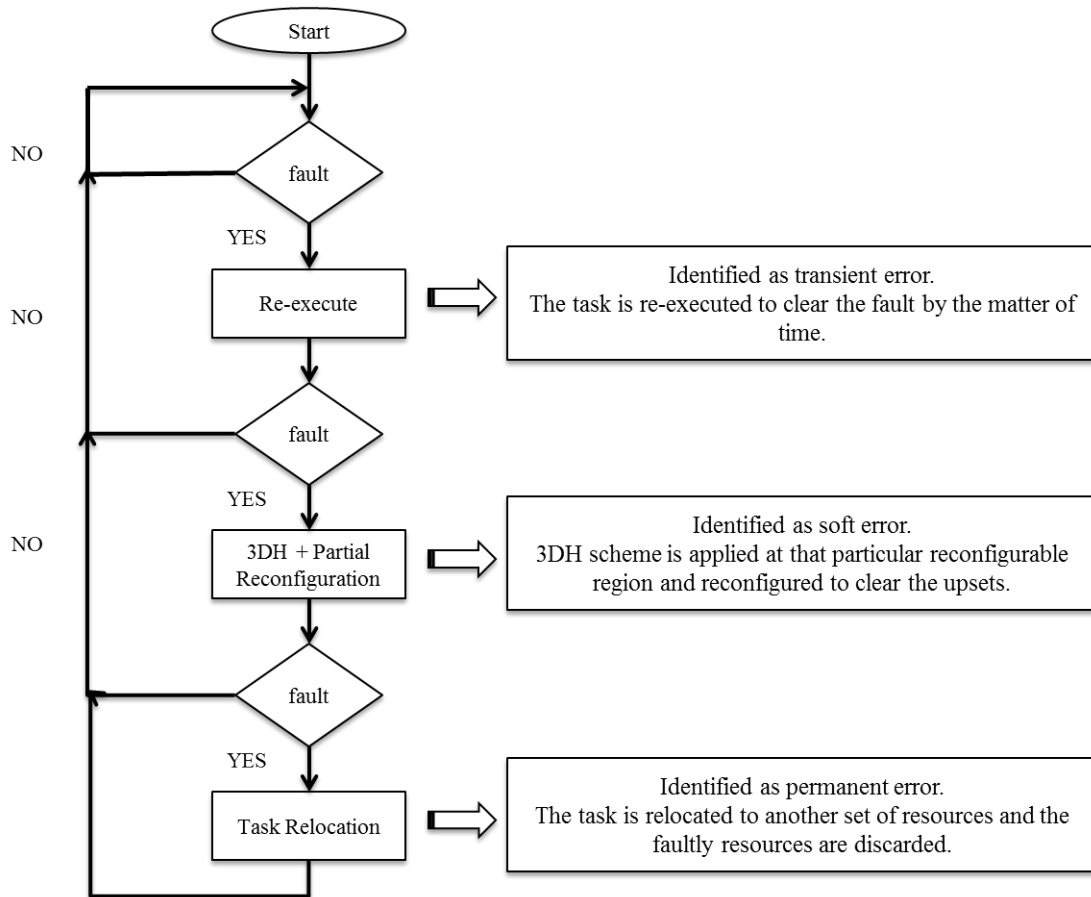 Start
NO
fault
YES
Re-execute
Identified as transient error.
The task is re-executed to clear the fault by the matter of
time.
NO
fault
YES
3DH + Partial
Reconfiguration
Identified as soft error.
3DH scheme is applied at that particular reconfigurable
region and reconfigured to clear the upsets.
NO
fault
YES
Task Relocation
Identified as permanent error.
The task is relocated to another set of resources and the
faultly resources are discarded.